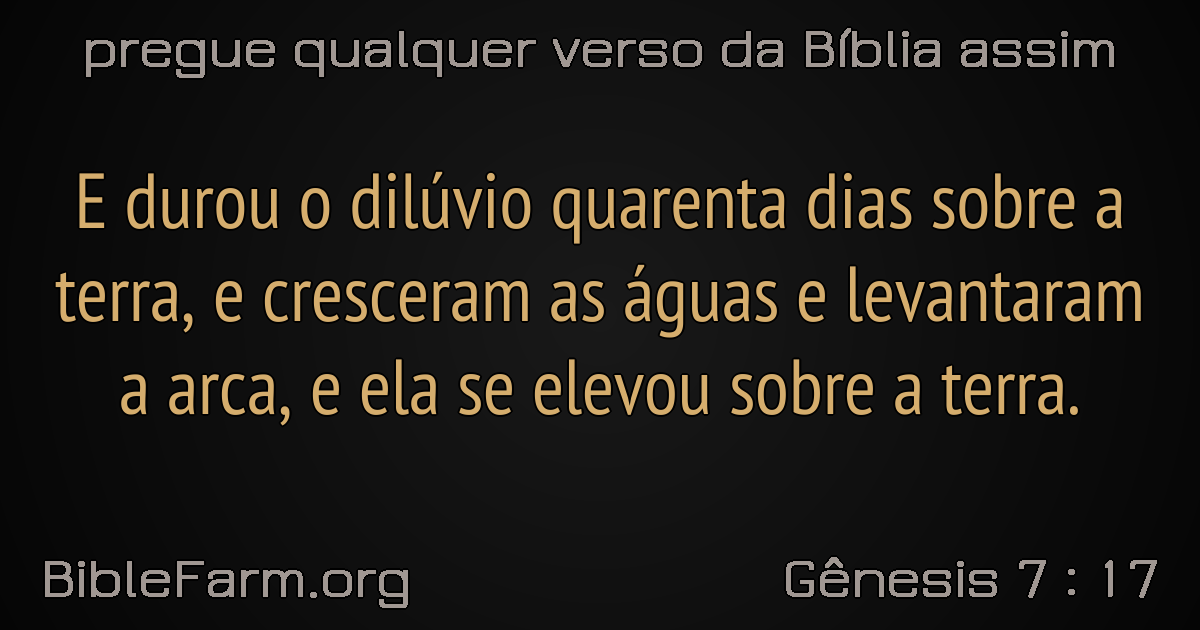 pregue qualquer verso da Bíblia assim
E durou o dilúvio quarenta dias sobre a
terra, e cresceram as águas e levantaram
a arca, e ela se elevou sobre a terra.
BibleFarm.org
Gênesis 7 : 17